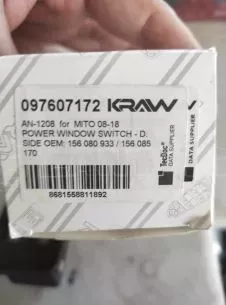 097607172 KRAW
AN-1208 for MITO 08-18
POWER WINDOW SWITCH - D.
SIDE OEM: 156 080 933 / 156 085
170
8681558811892
TecDoc
DATA SUPPLIER
DATA SUPPLIER